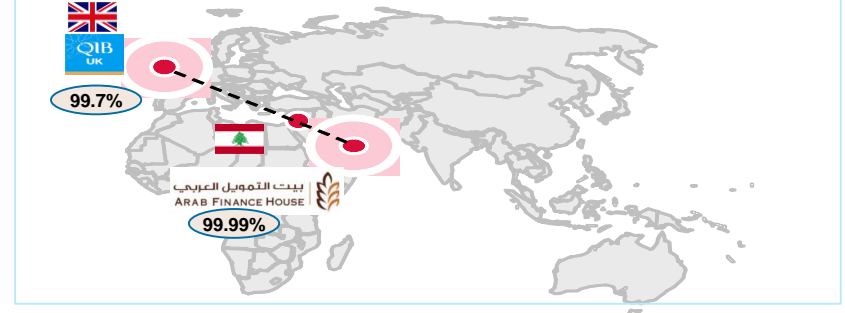 QIB
UK
99.7%
بيت التمويل العربي
ARAB FINANCE HOUSE
99.99%